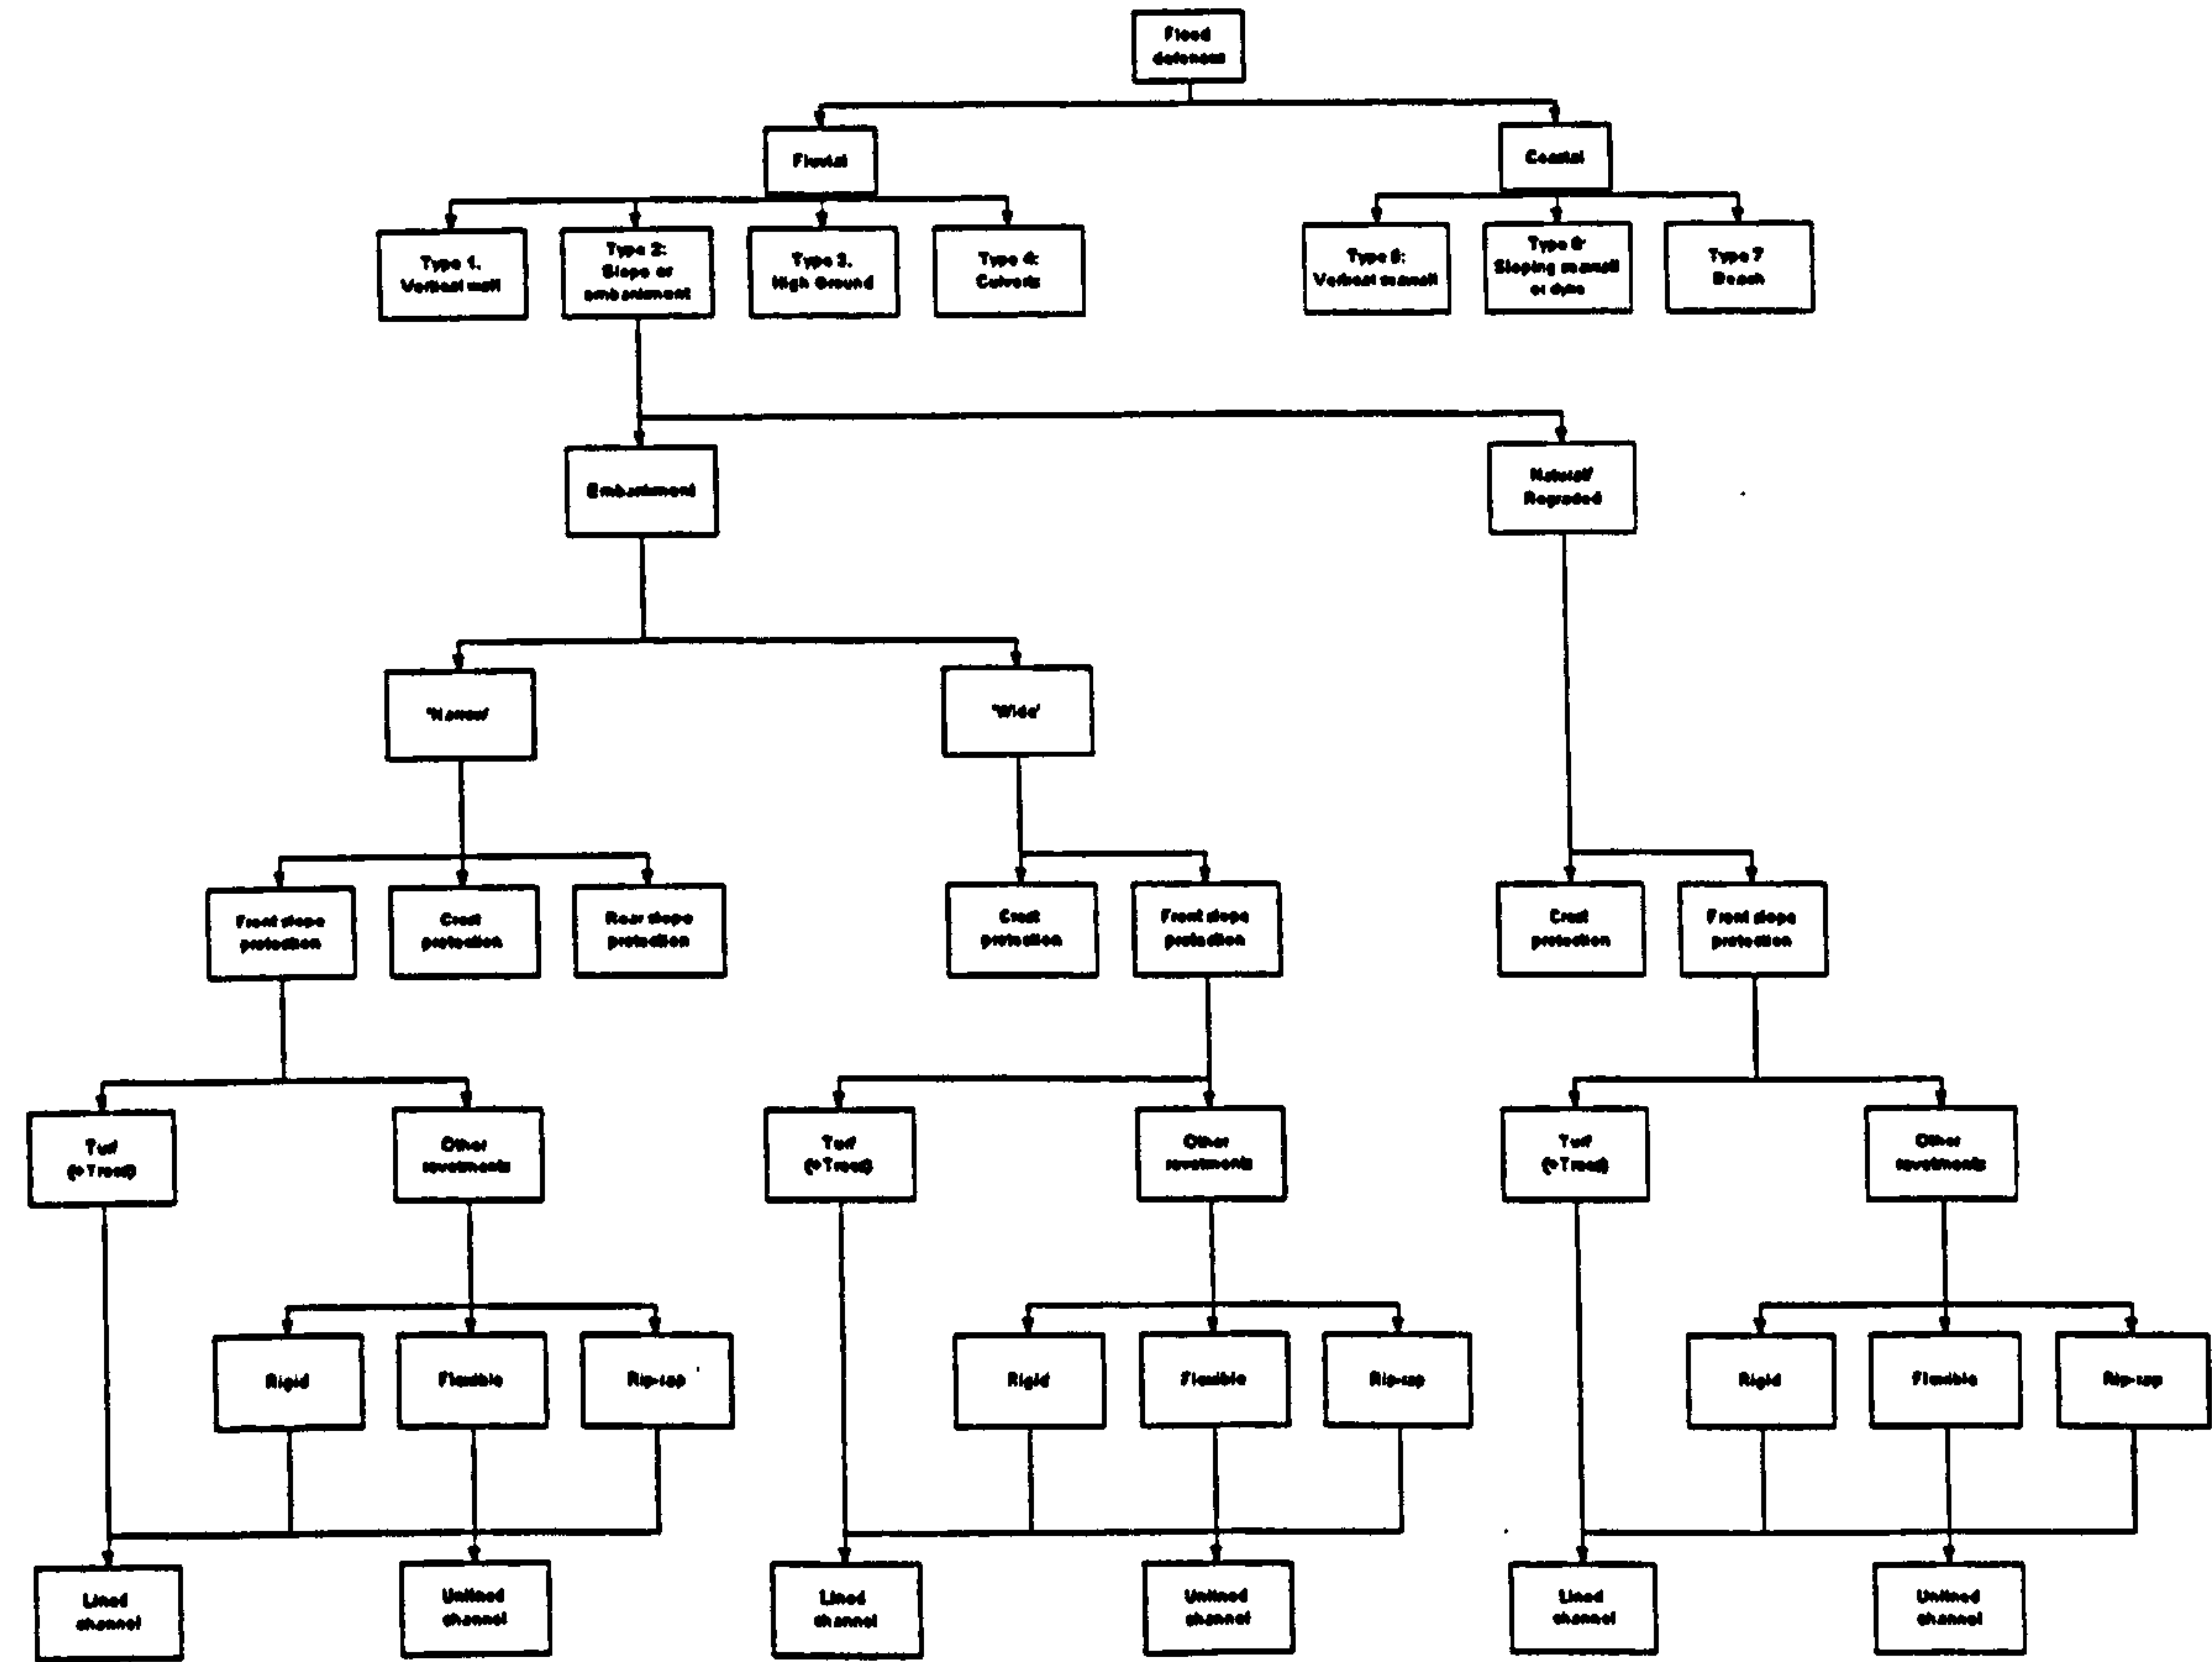 Flood
defences
Fluvial
Coastal
Type 1.
Vertical wall
Type 2:
Slope or
embankment
Type 3.
High Ground
Type 4:
Culverts
Type 5:
Vertical seawall
Type 6:
Sloping seawall
or dyke
Type 7
Beach
Embankment
Natural/
Regraded
'Narrow'
'Wide'
Front slope
protection
Crest
protection
Rear slope
protection
Crest
protection
Front slope
protection
Crest
protection
Front slope
protection
Turf
(+Trees)
Other
revetments
Turf
(+Trees)
Other
revetments
Turf
(+Trees)
Other
revetments
Rigid
Flexible
Rip-rap
Rigid
Flexible
Rip-rap
Rigid
Flexible
Rip-rap
Lined
channel
Unlined
channel
Lined
channel
Unlined
channel
Lined
channel
Unlined
channel